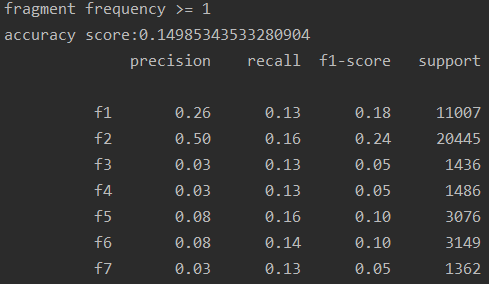 fragment frequency >= 1
accuracy score:0.14985343533280904
precision recall f1-score support
f1 0.26 0.13 0.18 11007
f2 0.50 0.16 0.24 20445
f3 0.03 0.13 0.05 1436
f4 0.03 0.13 0.05 1486
f5 0.08 0.16 0.10 3076
f6 0.08 0.14 0.10 3149
f7 0.03 0.13 0.05 1362